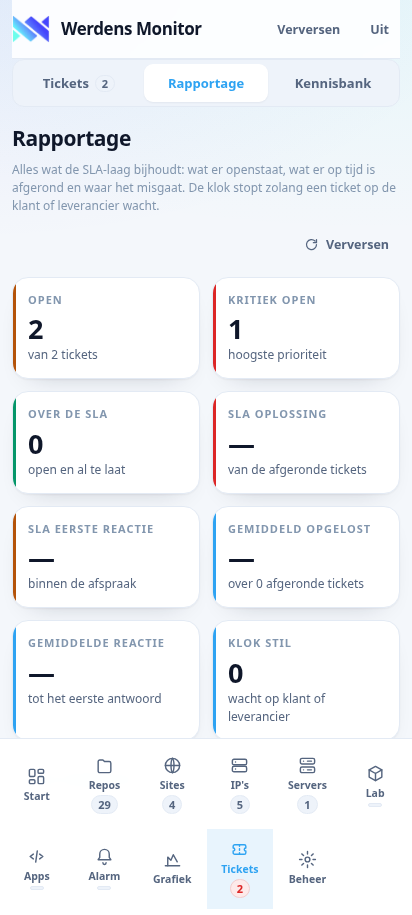 Werdens Monitor
Verversen
Uit
Tickets 2
Rapportage
Kennisbank
Rapportage
Alles wat de SLA-laag bijhoudt: wat er openstaat, wat er op tijd is
afgerond en waar het misgaat. De klok stopt zolang een ticket op de
klant of leverancier wacht.
Verversen
OPEN
2
van 2 tickets
KRITIEK OPEN
1
hoogste prioriteit
OVER DE SLA
0
open en al te laat
SLA OPLOSSING
—
van de afgeronde tickets
SLA EERSTE REACTIE
—
binnen de afspraak
GEMIDDELD OPGELOST
—
over 0 afgeronde tickets
GEMIDDELDE REACTIE
—
tot het eerste antwoord
KLOK STIL
0
wacht op klant of
leverancier
Start
Repos
29
Sites
4
IP's
5
Servers
1
Lab
Apps
Alarm
Grafiek
Tickets
2
Beheer